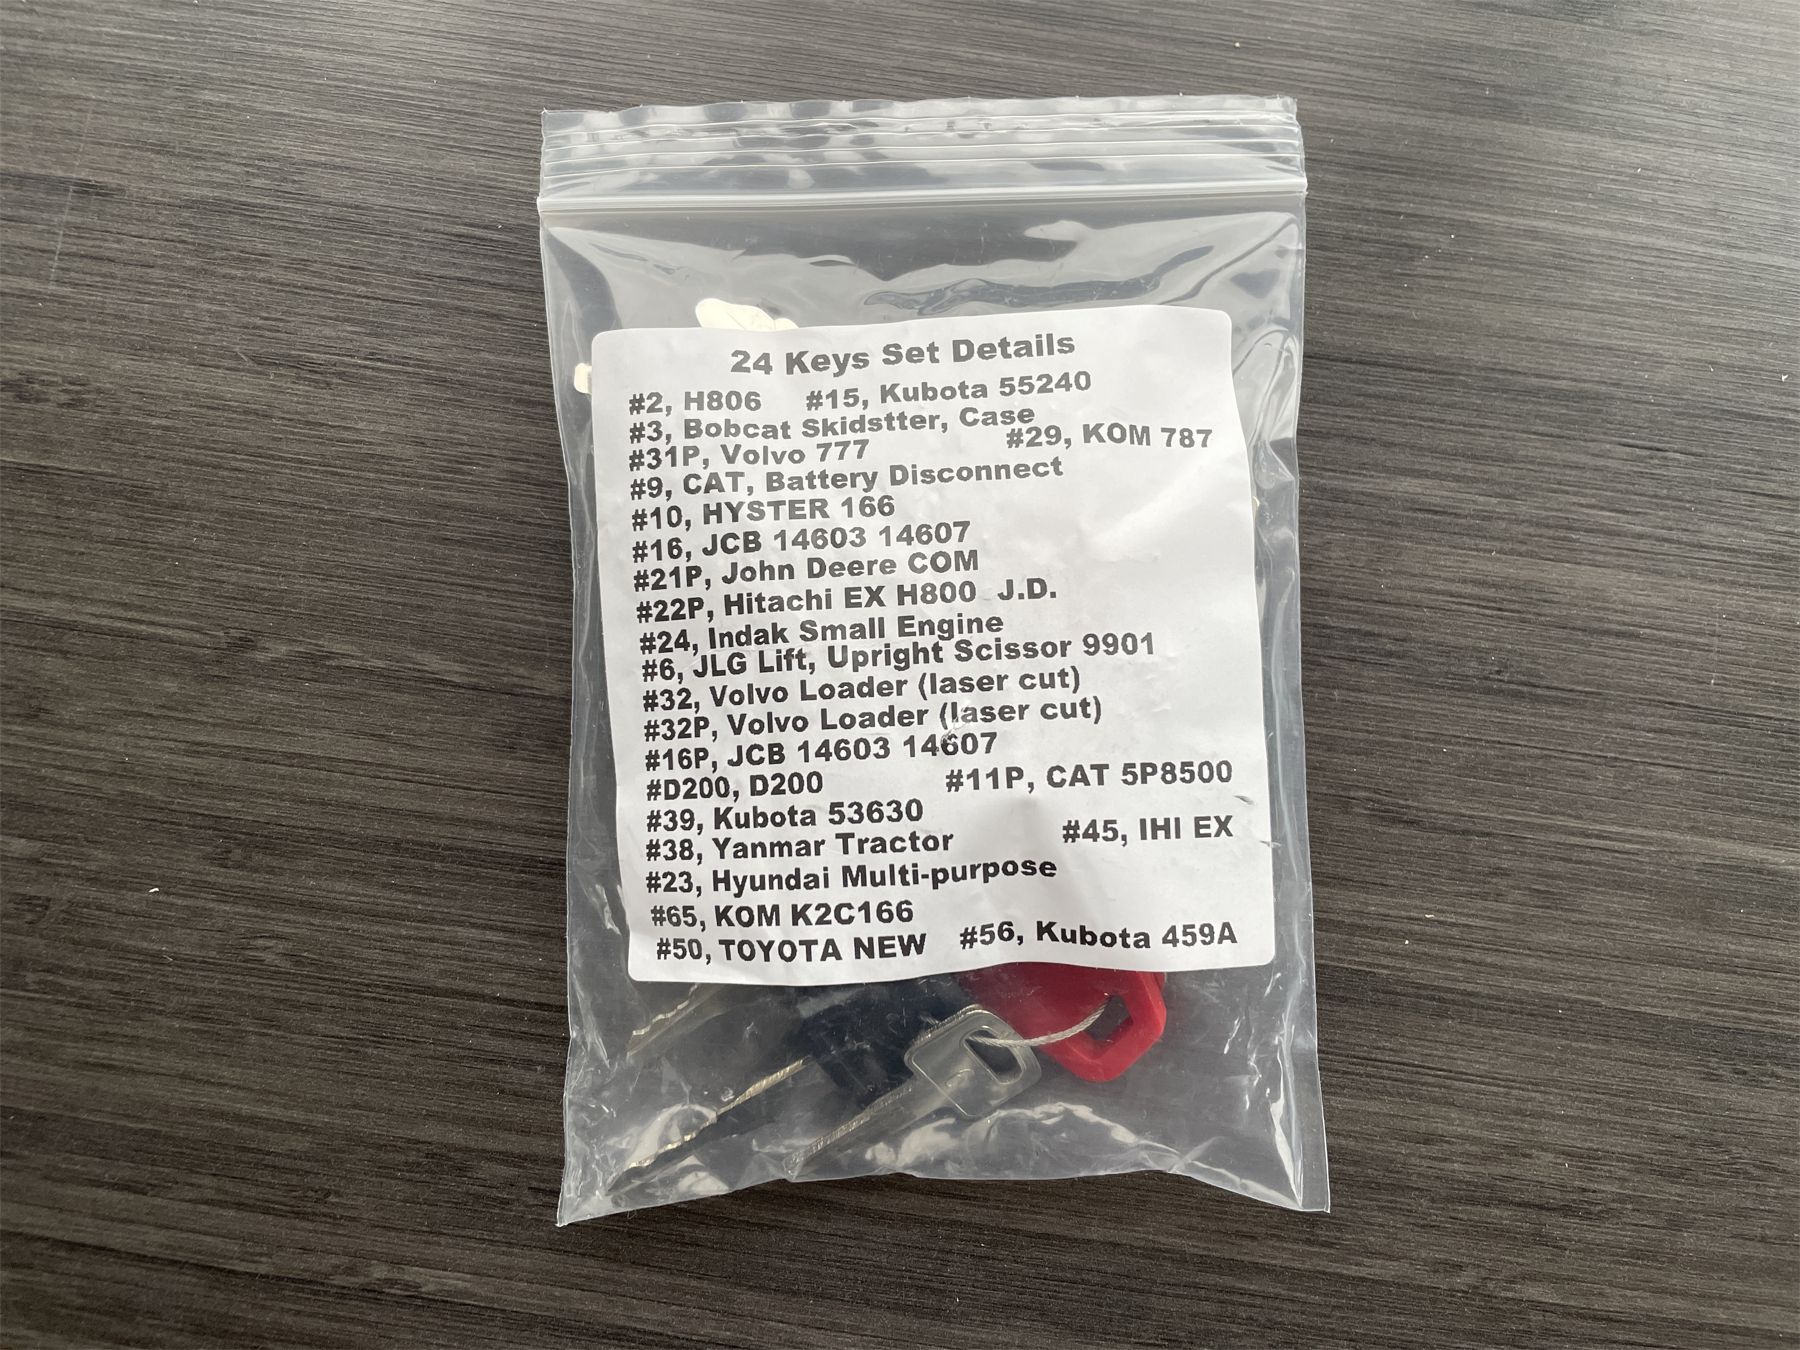 24 Keys Set Details
#2, H806 #15, Kubota 55240
#3, Bobcat Skidstter, Case
#31P, Volvo 777 #29, KOM 787
#9, CAT, Battery Disconnect
#10, HYSTER 166
#16, JCB 14603 14607
#21P, John Deere COM
#22P, Hitachi EX H800 J.D.
#24, Indak Small Engine
#6, JLG Lift, Upright Scissor 9901
#32, Volvo Loader (laser cut)
#32P, Volvo Loader (laser cut)
#16P, JCB 14603 14607
#D200, D200 #11P, CAT 5P8500
#39, Kubota 53630
#38, Yanmar Tractor #45, IHI EX
#23, Hyundai Multi-purpose
#65, KOM K2C166
#50, TOYOTA NEW #56, Kubota 459A